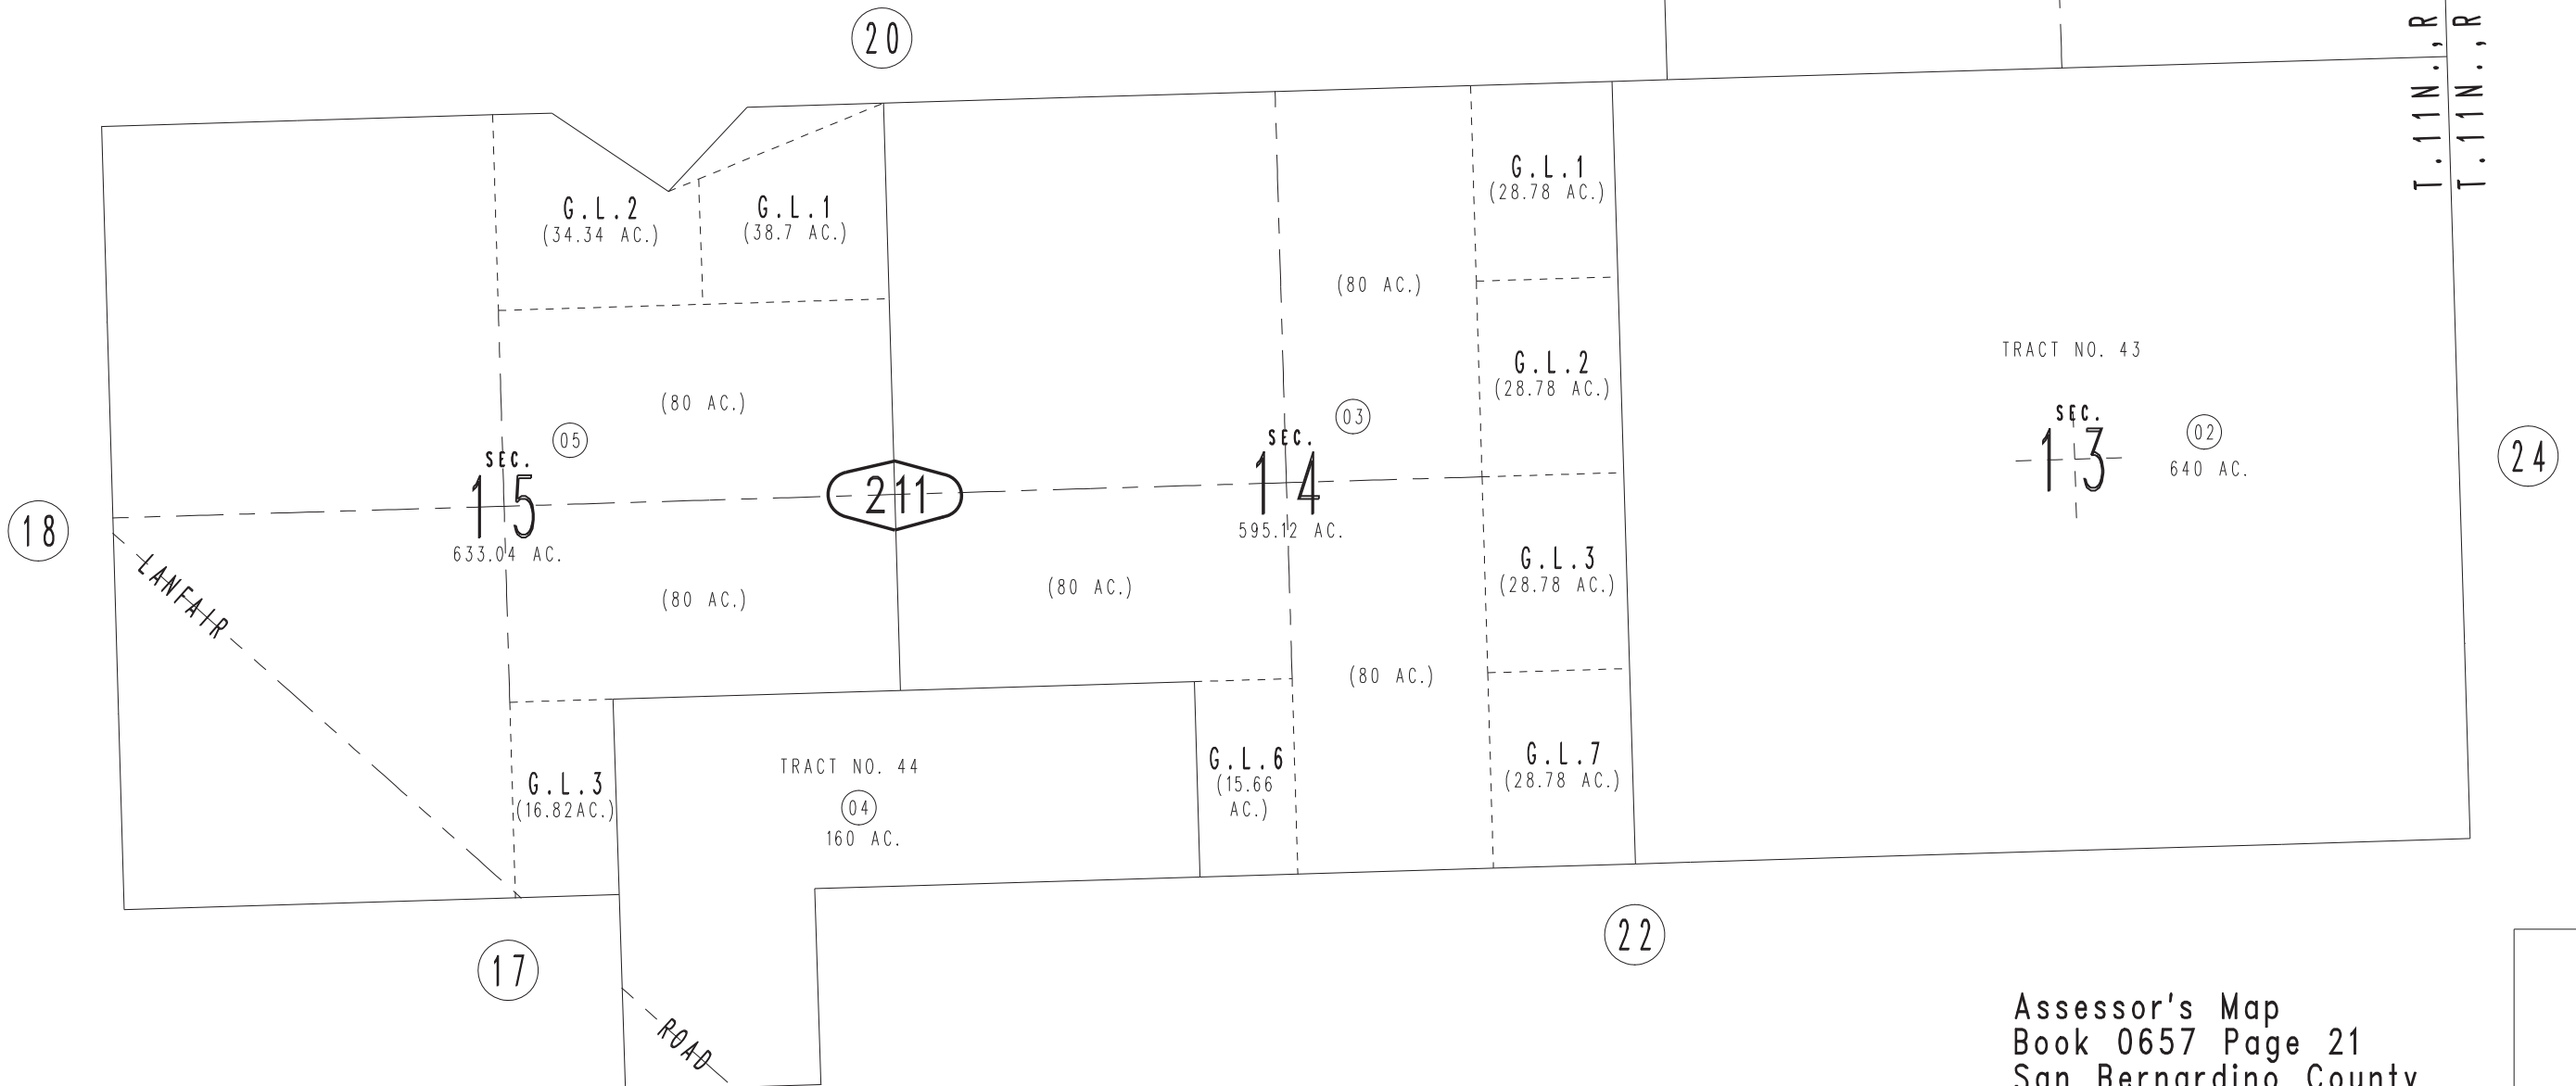 20
T.11N.,R
T.11N.,R
G.L.2
(34.34 AC.)
G.L.1
(38.7 AC.)
G.L.1
(28.78 AC.)
(80 AC.)
TRACT NO. 43
G.L.2
(28.78 AC.)
(80 AC.)
03
SEC.
13
02
640 AC.
24
05
SEC.
15
633.04 AC.
211
SEC.
14
595.12 AC.
18
LANFAIR
(80 AC.)
(80 AC.)
G.L.3
(28.78 AC.)
(80 AC.)
G.L.3
(16.82AC.)
TRACT NO. 44
04
160 AC.
G.L.6
(15.66
AC.)
G.L.7
(28.78 AC.)
17
22
ROAD
Assessor's Map
Book 0657 Page 21
San Bernardino County